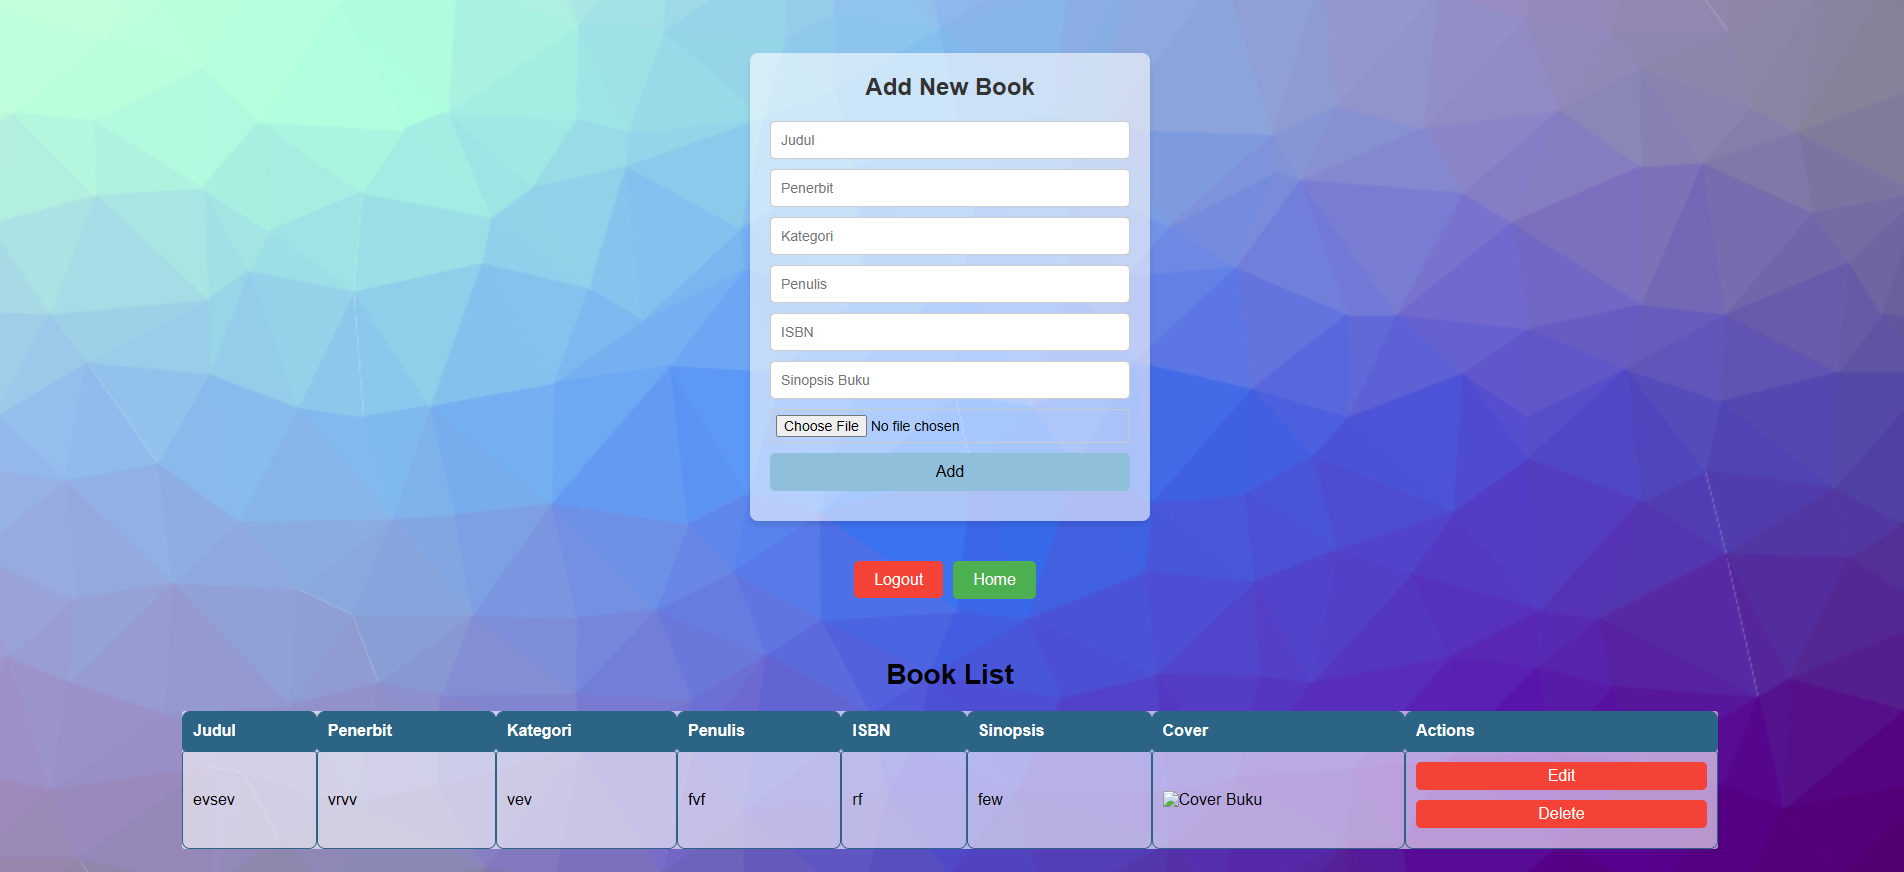 Add New Book
Judul
Penerbit
Kategori
Penulis
ISBN
Sinopsis Buku
Choose File No file chosen
Add
Logout Home
Book List
Judul Penerbit Kategori Penulis ISBN Sinopsis Cover Actions
evsev vrvv vev fvf rf few Cover Buku Edit
Delete